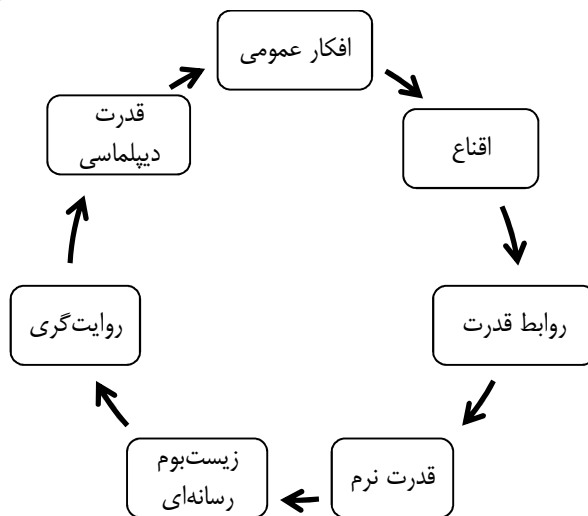 افکار عمومی
اقناع
روابط قدرت
قدرت نرم
زیست‌بوم
رسانه‌ای
روایت‌گری
قدرت
دیپلماسی